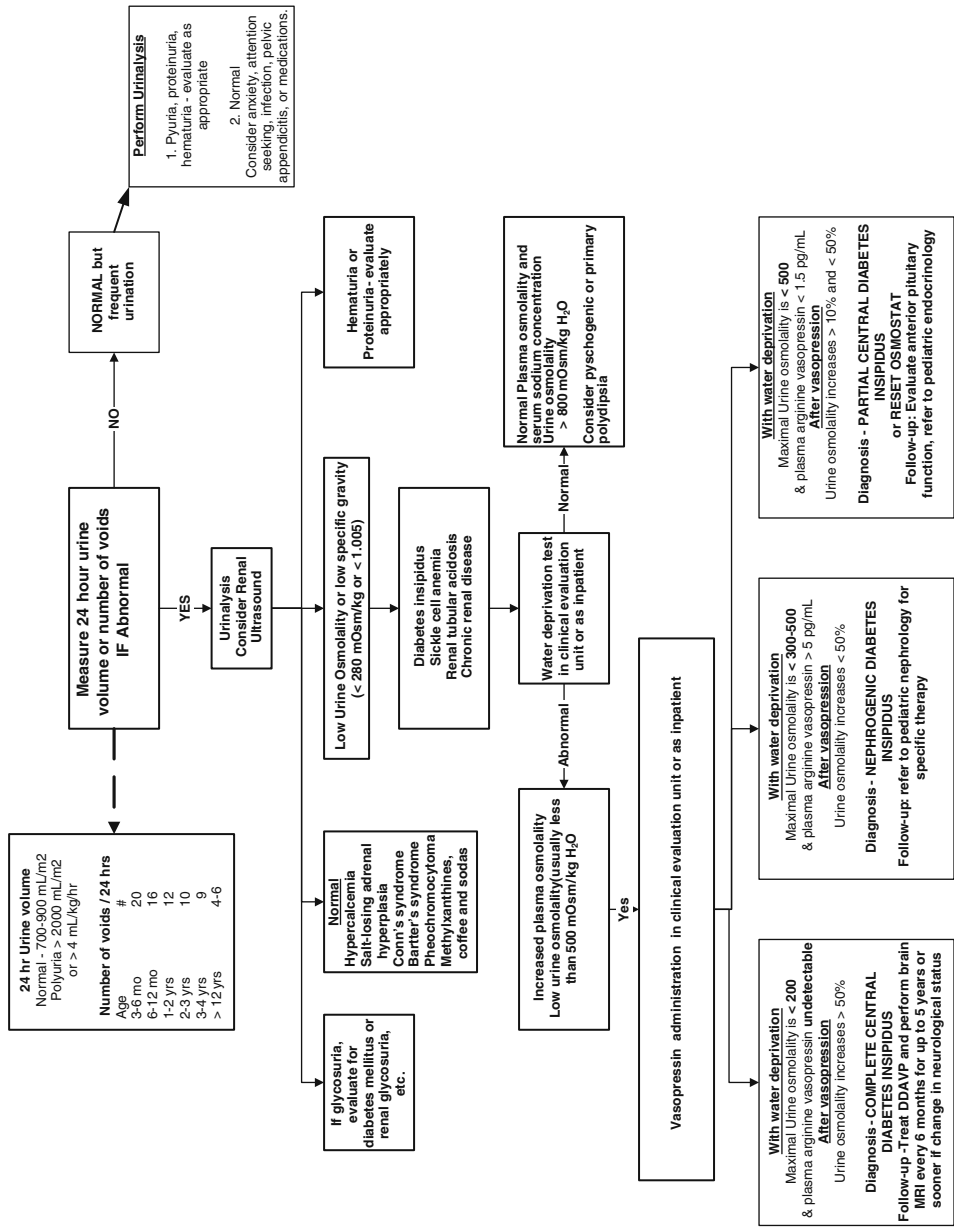 24 hr Urine volume
Normal - 700-900 mL/m2
Polyuria > 2000 mL/m2
or > 4 mL/kg/hr
Number of voids / 24 hrs
Age #
3-6 mo 20
6-12 mo 16
1-2 yrs 12
2-3 yrs 10
3-4 yrs 9
> 12 yrs 4-6
Measure 24 hour urine
volume or number of voids
IF Abnormal
NO
NORMAL but
frequent
urination
Perform Urinalysis
1. Pyuria, proteinuria,
hematuria - evaluate as
appropriate
2. Normal
Consider anxiety, attention
seeking, infection, pelvic
appendicitis, or medications.
YES
Urinalysis
Consider Renal
Ultrasound
If glycosuria,
evaluate for
diabetes mellitus or
renal glycosuria,
etc.
Normal
Hypercalcemia
Salt-losing adrenal
hyperplasia
Conn's syndrome
Bartter's syndrome
Pheochromocytoma
Methylxanthines,
coffee and sodas
Low Urine Osmolality or low specific gravity
(< 280 mOsm/kg or < 1.005)
Hematuria or
Proteinuria - evaluate
appropriately
Diabetes insipidus
Sickle cell anemia
Renal tubular acidosis
Chronic renal disease
Water deprivation test
in clinical evaluation
unit or as inpatient
Abnormal
Normal
Increased plasma osmolality
Low urine osmolality(usually less
than 500 mOsm/kg H₂O
Normal Plasma osmolality and
serum sodium concentration
Urine osmolality
> 800 mOsm/kg H₂O
Consider pyschogenic or primary
polydipsia
Yes
Vasopressin administration in clinical evaluation unit or as inpatient
With water deprivation
Maximal Urine osmolality is < 200
& plasma arginine vasopressin undetectable
After vasopression
Urine osmolality increases > 50%
Diagnosis - COMPLETE CENTRAL
DIABETES INSIPIDUS
Follow-up -Treat DDAVP and perform brain
MRI every 6 months for up to 5 years or
sooner if change in neurological status
With water deprivation
Maximal Urine osmolality is < 300-500
& plasma arginine vasopression > 5 pg/mL
After vasopression
Urine osmolality increases < 50%
Diagnosis - NEPHROGENIC DIABETES
INSIPIDUS
Follow-up: refer to pediatric nephrology for
specific therapy
With water deprivation
Maximal Urine osmolality is < 500
& plasma arginine vasopression < 1.5 pg/mL
After vasopression
Urine osmolality increases > 10% and < 50%
Diagnosis - PARTIAL CENTRAL DIABETES
INSIPIDUS
or RESET OSMOSTAT
Follow-up: Evaluate anterior pituitary
function, refer to pediatric endocrinology